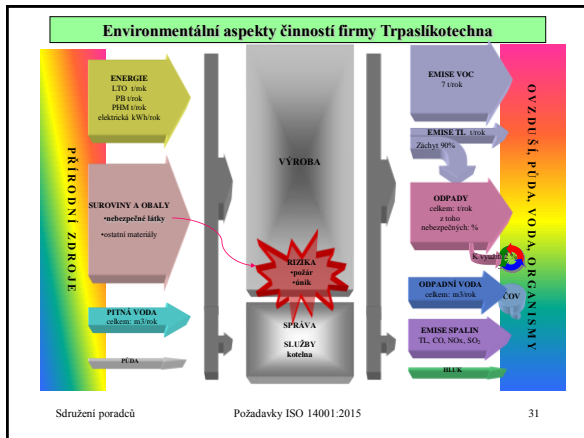 Environmentální aspekty činností firmy Trpaslíkotechna
PŘÍRODNÍ ZDROJE
ENERGIE
LTO t/rok
PB t/rok
PHM t/rok
elektrická kWh/rok
SUROVINY A OBALY
•nebezpečné látky
•ostatní materiály
PITNÁ VODA
celkem: m3/rok
PŮDA
VÝROBA
RIZIKA
•požár
•únik
SPRÁVA
SLUŽBY
kotelna
EMISE VOC
7 t/rok
EMISE TL t/rok
Záchyt 90%
ODPADY
celkem: t/rok
z toho
nebezpečných: %
K využití
ODPADNÍ VODA
celkem: m3/rok
ČOV
EMISE SPALIN
TL, CO, NOx, SO₂
HLUK
OVZDUŠÍ, PŮDA, VODA, ORGANISMY
Sdružení poradců
Požadavky ISO 14001:2015
31